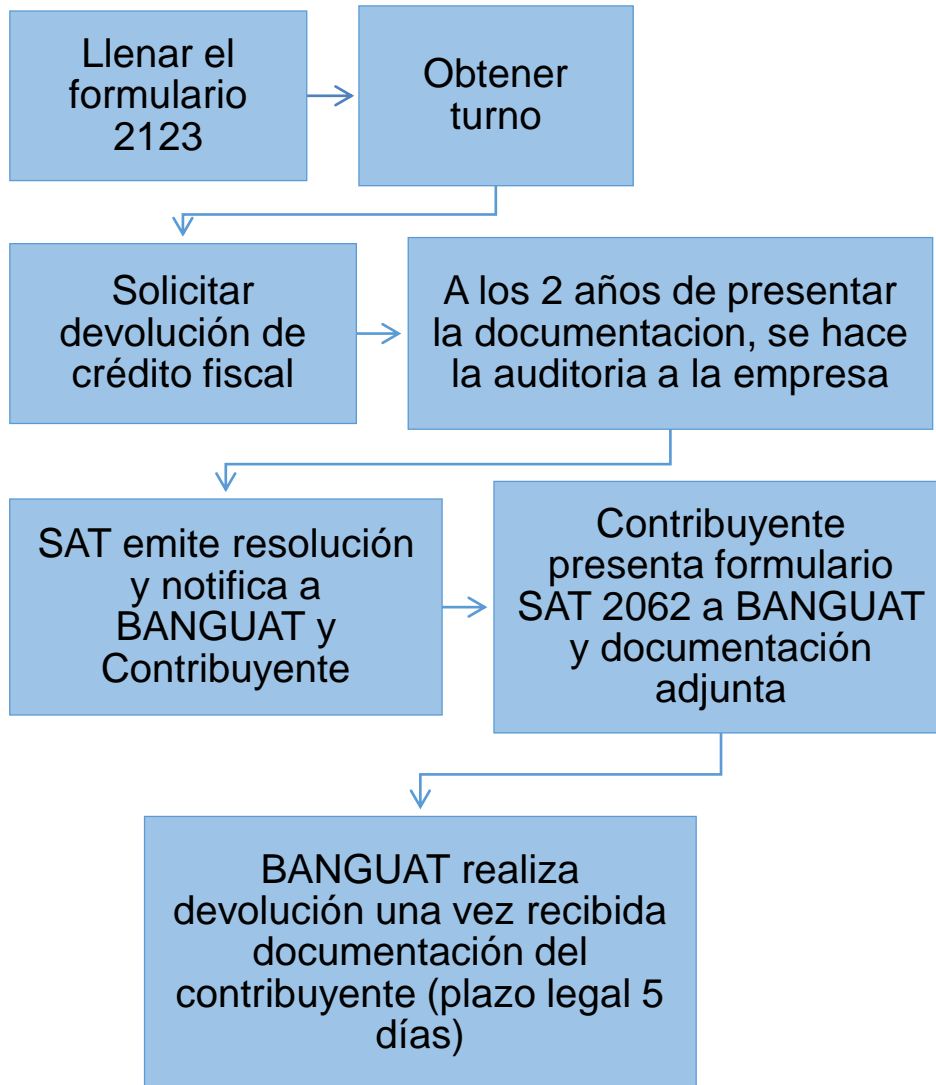 Llenar el
formulario
2123
Obtener
turno
Solicitar
devolución de
crédito fiscal
A los 2 años de presentar
la documentacion, se hace
la auditoria a la empresa
SAT emite resolución
y notifica a
BANGUAT y
Contribuyente
Contribuyente
presenta formulario
SAT 2062 a BANGUAT
y documentación
adjunta
BANGUAT realiza
devolución una vez recibida
documentación del
contribuyente (plazo legal 5
días)